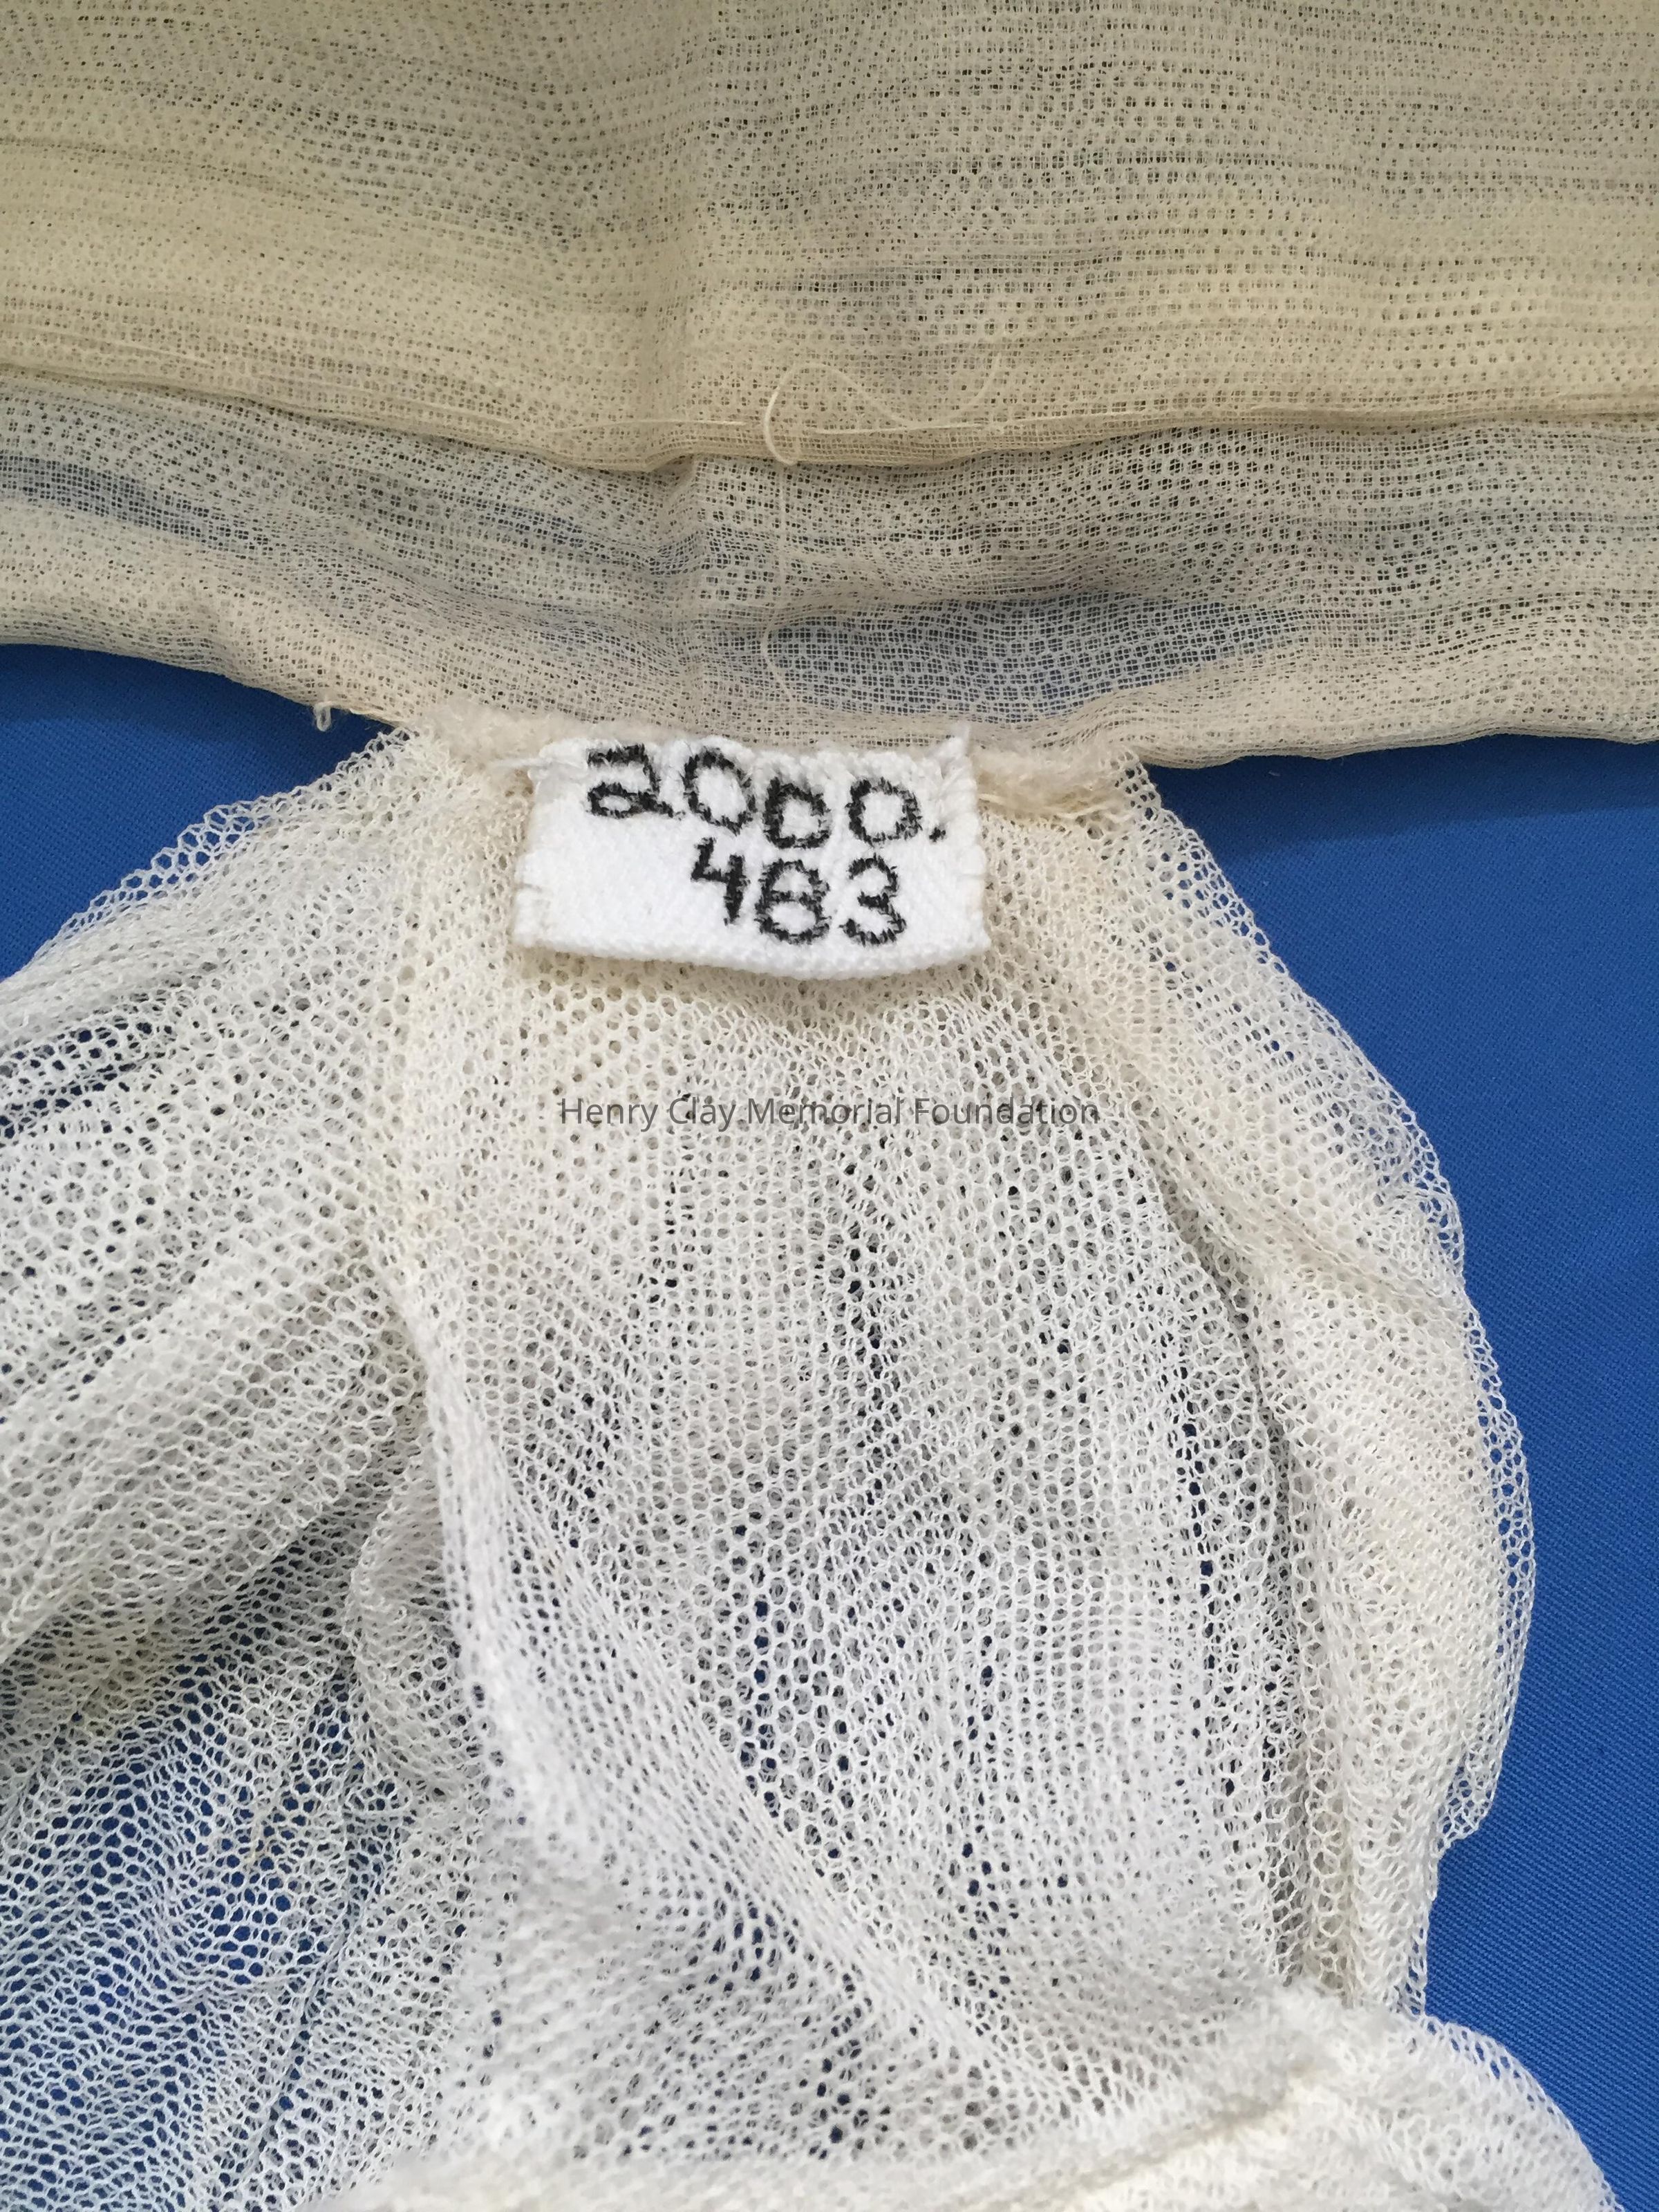 2000.
483
Henry Clay Memorial Foundation